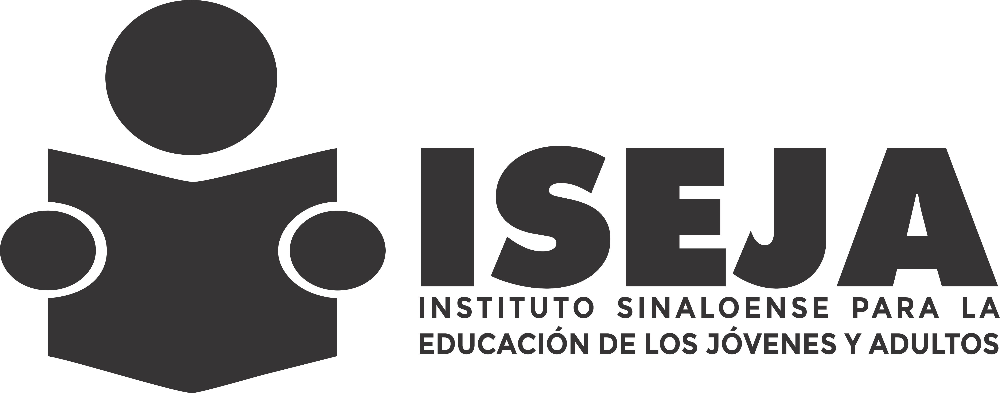 ISEJA
INSTITUTO SINALOENSE PARA LA
EDUCACIÓN DE LOS JÓVENES Y ADULTOS